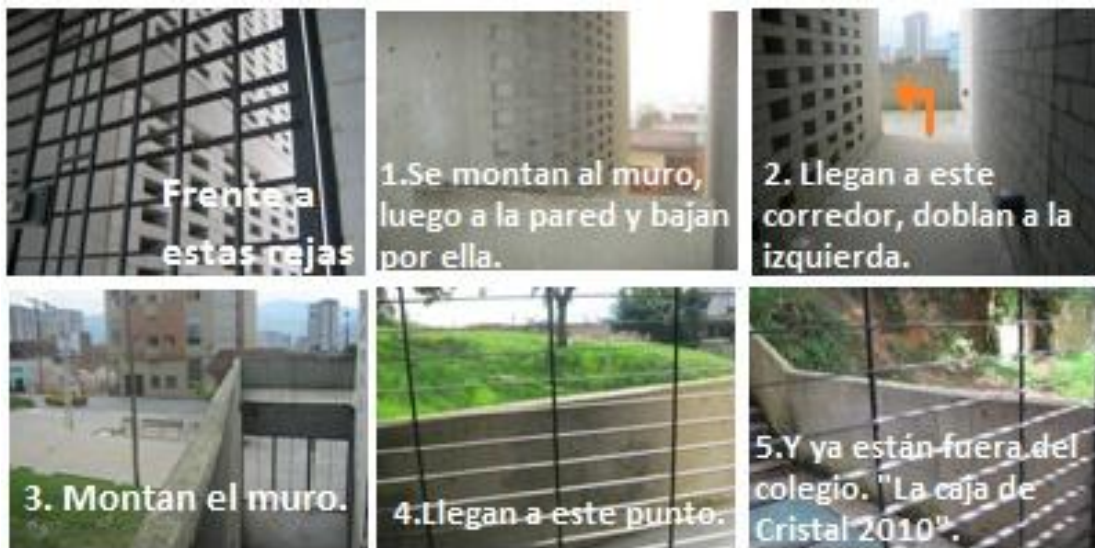 Frente a
estas rejas
1.Se montan al muro,
luego a la pared y bajan
por ella.
2. Llegan a este
corredor, doblan a la
izquierda.
3. Montan el muro.
4.Llegan a este punto.
5.Y ya están fuera del
colegio. "La caja de
Cristal 2010".